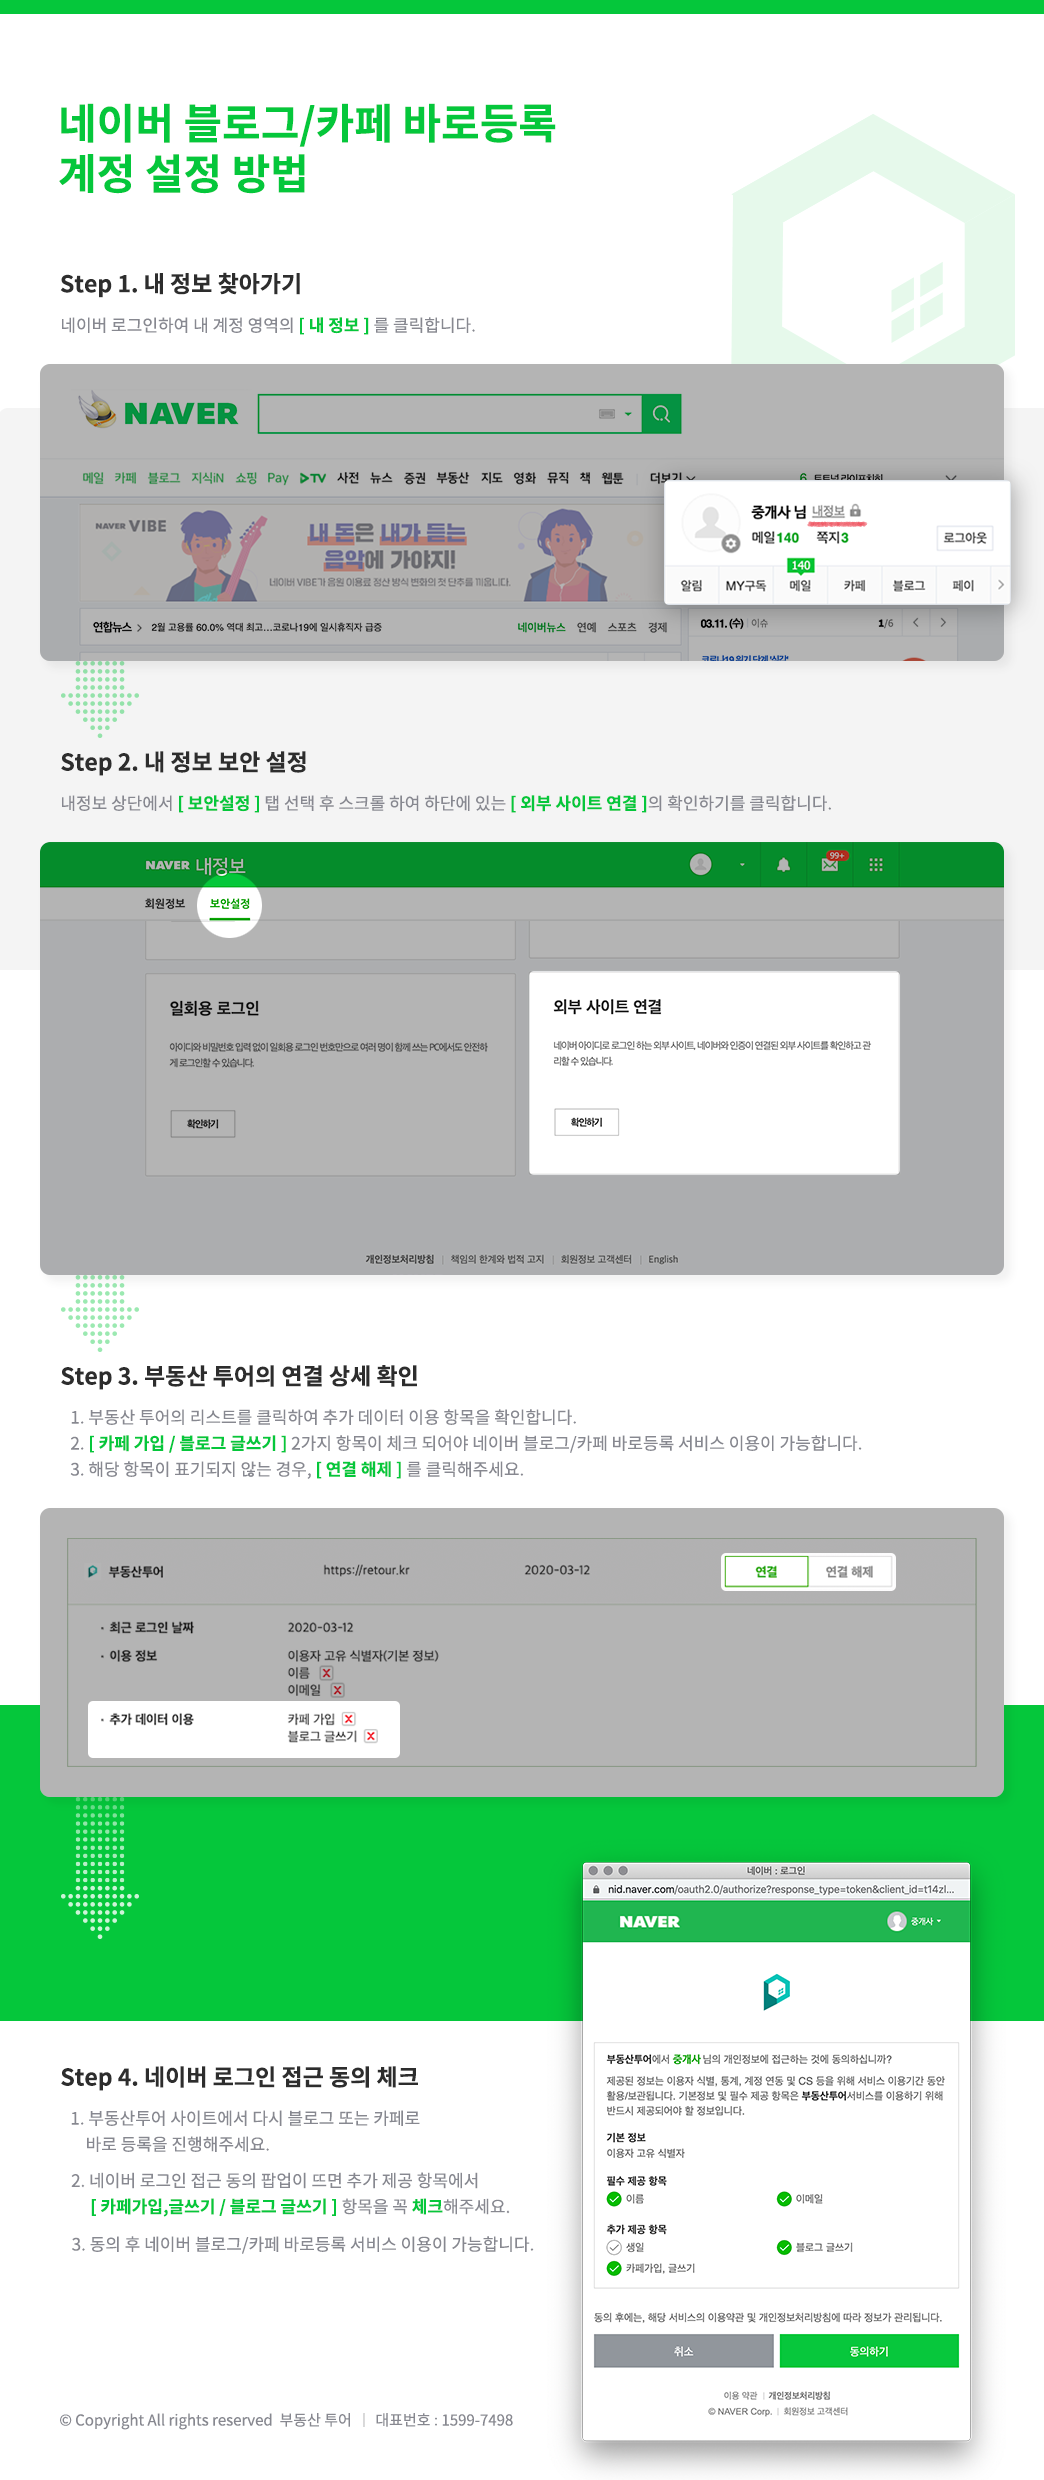 네이버 블로그/카페 바로등록
계정 설정 방법
Step 1. 내 정보 찾아가기
네이버 로그인하여 내 계정 영역의 [ 내 정보 ] 를 클릭합니다.
NAVER
메일 카페 블로그 지식iN 쇼핑 Pay TV 사전 뉴스 증권 부동산 지도 영화 뮤직 책 웹툰 더보기
중개사 님 내정보
메일140 쪽지3
로그아웃
140
알림 MY구독 메일 카페 블로그 페이
NAVER VIBE
내 돈은 내가 듣는
음악에 가야지!
네이버 VIBE가 음원 이용료 정산 방식 변화의 첫 단추를 끼웁니다.
연합뉴스 > 2월 고용률 60.0% 역대 최고...코로나19에 일시휴직자 급증
네이버뉴스 연예 스포츠 경제
03.11. (수) 이슈 1/6
Step 2. 내 정보 보안 설정
내정보 상단에서 [ 보안설정 ] 탭 선택 후 스크롤 하여 하단에 있는 [ 외부 사이트 연결 ]의 확인하기를 클릭합니다.
NAVER 내정보
99+
회원정보 보안설정
일회용 로그인
아이디와 비밀번호 입력 없이 일회용 로그인 번호만으로 여러 명이 함께 쓰는 PC에서도 안전하
게 로그인할 수 있습니다.
확인하기
외부 사이트 연결
네이버 아이디로 로그인 하는 외부 사이트, 네이버와 인증이 연결된 외부 사이트를 확인하고 관
리할 수 있습니다.
확인하기
개인정보처리방침 | 책임의 한계와 법적 고지 | 회원정보 고객센터 | English
Step 3. 부동산 투어의 연결 상세 확인
1. 부동산 투어의 리스트를 클릭하여 추가 데이터 이용 항목을 확인합니다.
2. [ 카페 가입 / 블로그 글쓰기 ] 2가지 항목이 체크 되어야 네이버 블로그/카페 바로등록 서비스 이용이 가능합니다.
3. 해당 항목이 표기되지 않는 경우, [ 연결 해제 ] 를 클릭해주세요.
부동산투어 https://retour.kr 2020-03-12 연결 연결 해제
· 최근 로그인 날짜 2020-03-12
· 이용 정보 이용자 고유 식별자(기본 정보)
이름
이메일
· 추가 데이터 이용 카페 가입
블로그 글쓰기
네이버 : 로그인
nid.naver.com/oauth2.0/authorize?response_type=token&client_id=t14zl...
NAVER
중개사
부동산투어에서 중개사 님의 개인정보에 접근하는 것에 동의하십니까?
제공된 정보는 이용자 식별, 통계, 계정 연동 및 CS 등을 위해 서비스 이용기간 동안
활용/보관됩니다. 기본정보 및 필수 제공 항목은 부동산투어서비스를 이용하기 위해
반드시 제공되어야 할 정보입니다.
기본 정보
이용자 고유 식별자
필수 제공 항목
이름 이메일
추가 제공 항목
생일 블로그 글쓰기
카페가입, 글쓰기
동의 후에는, 해당 서비스의 이용약관 및 개인정보처리방침에 따라 정보가 관리됩니다.
취소 동의하기
이용 약관 | 개인정보처리방침
© NAVER Corp. | 회원정보 고객센터
Step 4. 네이버 로그인 접근 동의 체크
1. 부동산투어 사이트에서 다시 블로그 또는 카페로
바로 등록을 진행해주세요.
2. 네이버 로그인 접근 동의 팝업이 뜨면 추가 제공 항목에서
[ 카페가입,글쓰기 / 블로그 글쓰기 ] 항목을 꼭 체크해주세요.
3. 동의 후 네이버 블로그/카페 바로등록 서비스 이용이 가능합니다.
© Copyright All rights reserved 부동산 투어 | 대표번호 : 1599-7498